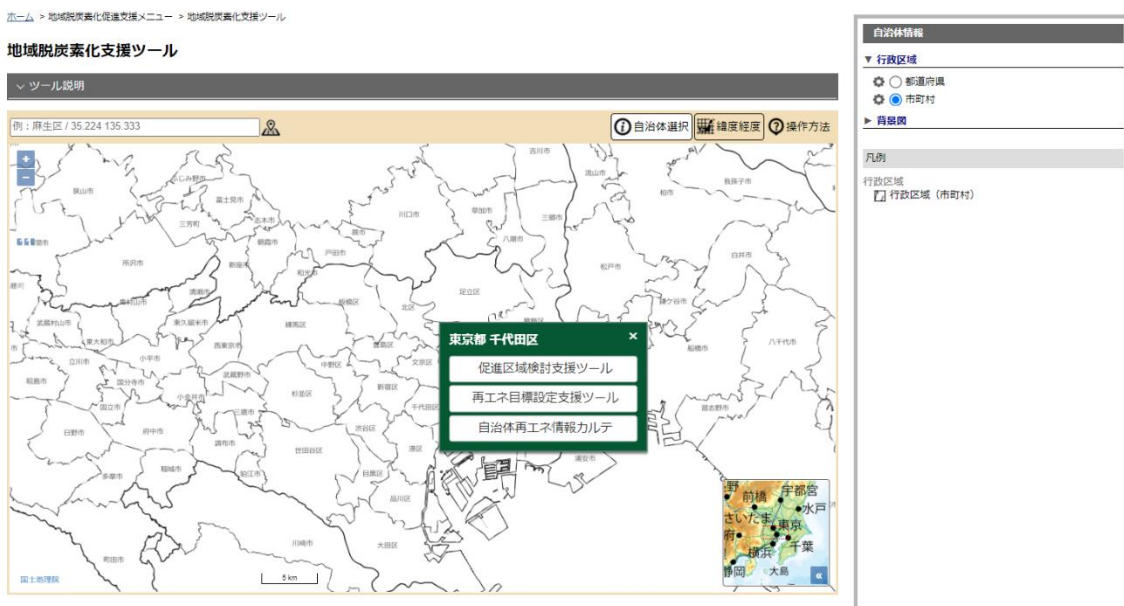 ホーム > 地域脱炭素化促進支援メニュー > 地域脱炭素化支援ツール
地域脱炭素化支援ツール
ツール説明
例：麻生区 / 35.224 135.333
自治体選択
緯度経度
操作方法
+
-
吉川市
流山市
我孫子市
柏市
狭山市
ふじみ野市
富士見市
三芳町
志木市
川口市
草加市
三郷市
蕨市
八潮市
朝霞市
戸田市
所沢市
新座市
和光市
松戸市
白井市
清瀬市
足立区
鎌ケ谷市
東村山市
板橋区
北区
武蔵村山市
東久留米市
練馬区
葛飾区
東大和市
西東京市
豊島区
船橋市
八千代市
立川市
小平市
中野区
文京区
昭島市
国分寺市
武蔵野市
杉並区
新宿区
国立市
小金井市
千代田区
習志野市
三鷹市
日野市
府中市
渋谷区
調布市
世田谷区
港区
浦安市
多摩市
稲城市
狛江市
目黒区
品川区
川崎市
大田区
町田市
東京都 千代田区
×
促進区域検討支援ツール
再エネ目標設定支援ツール
自治体再エネ情報カルテ
国土地理院
5 km
野
前橋
宇都宮
水戸
さいたま
東京
府
横浜
千葉
静岡
大島
«
自治体情報
▼ 行政区域
都道府県
市町村
▶ 背景図
凡例
行政区域
行政区域（市町村）